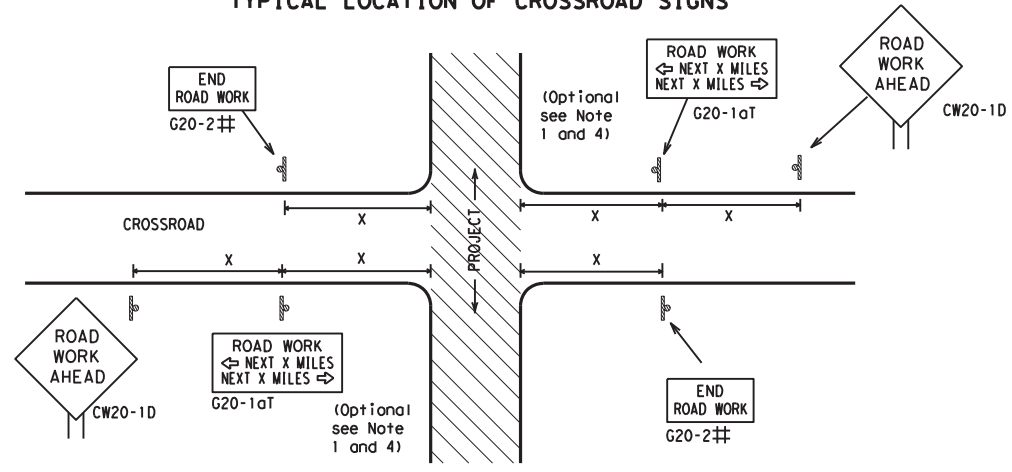 TYPICAL LOCATION OF CROSSROAD SIGNS
END
ROAD WORK
G20-2#
(Optional
see Note
1 and 4)
ROAD WORK
⇦ NEXT X MILES
NEXT X MILES ⇨
G20-1aT
ROAD
WORK
AHEAD
CW20-1D
CROSSROAD
X
X
X
PROJECT
X
X
X
ROAD
WORK
AHEAD
CW20-1D
ROAD WORK
⇦ NEXT X MILES
NEXT X MILES ⇨
G20-1aT
(Optional
see Note
1 and 4)
END
ROAD WORK
G20-2#